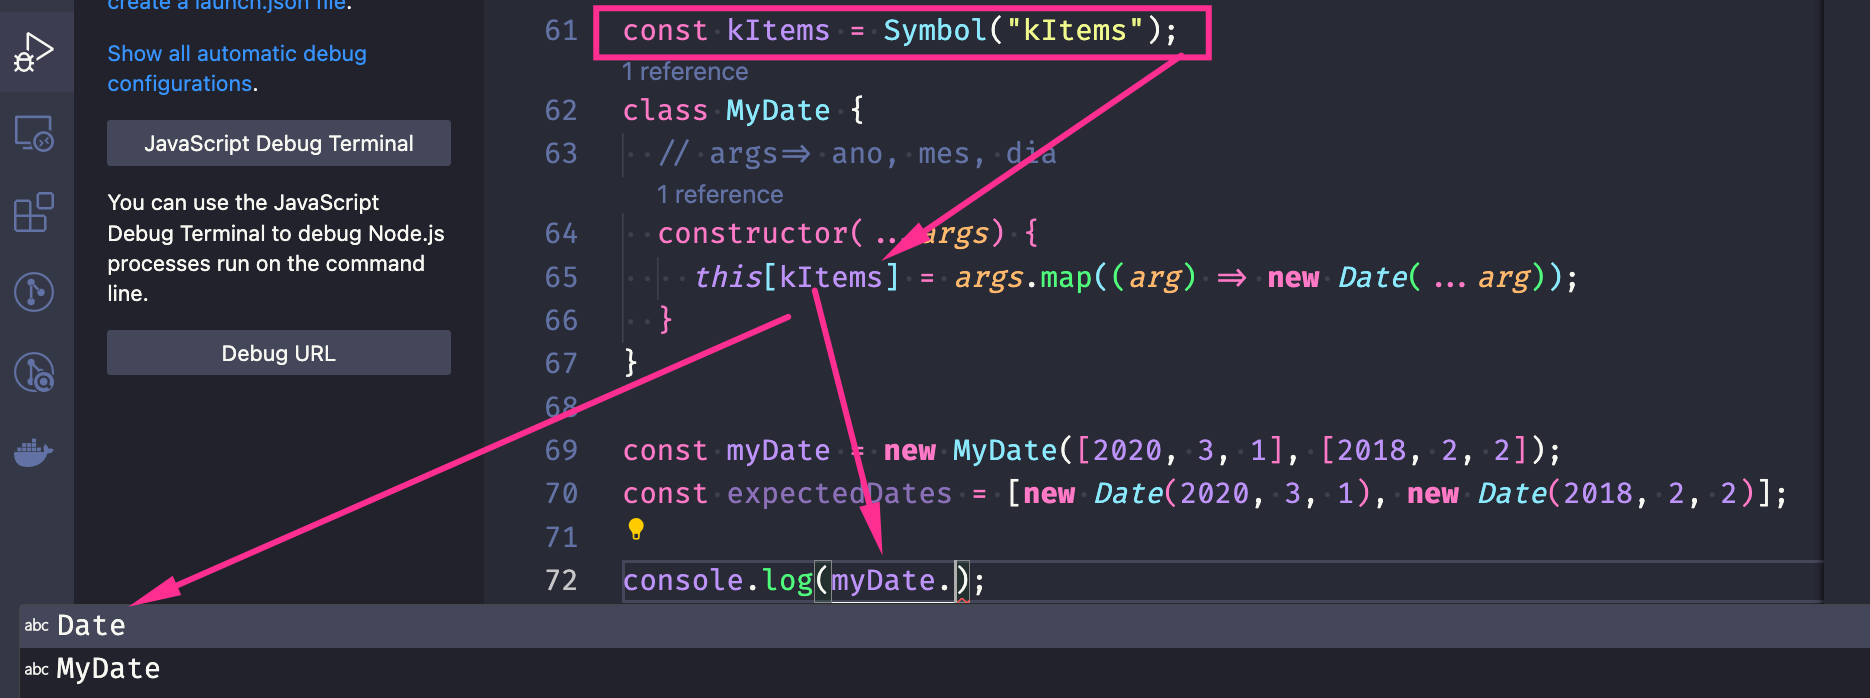 create a launch.json file.
Show all automatic debug
configurations.
JavaScript Debug Terminal
You can use the JavaScript
Debug Terminal to debug Node.js
processes run on the command
line.
Debug URL
61 const kItems = Symbol("kItems");
1 reference
62 class MyDate {
63 // args=> ano, mes, dia
1 reference
64 constructor(...args) {
65 this[kItems] = args.map((arg) => new Date(...arg));
66 }
67 }
68
69 const myDate = new MyDate([2020, 3, 1], [2018, 2, 2]);
70 const expectedDates = [new Date(2020, 3, 1), new Date(2018, 2, 2)];
71
72 console.log(myDate.);
abc Date
abc MyDate